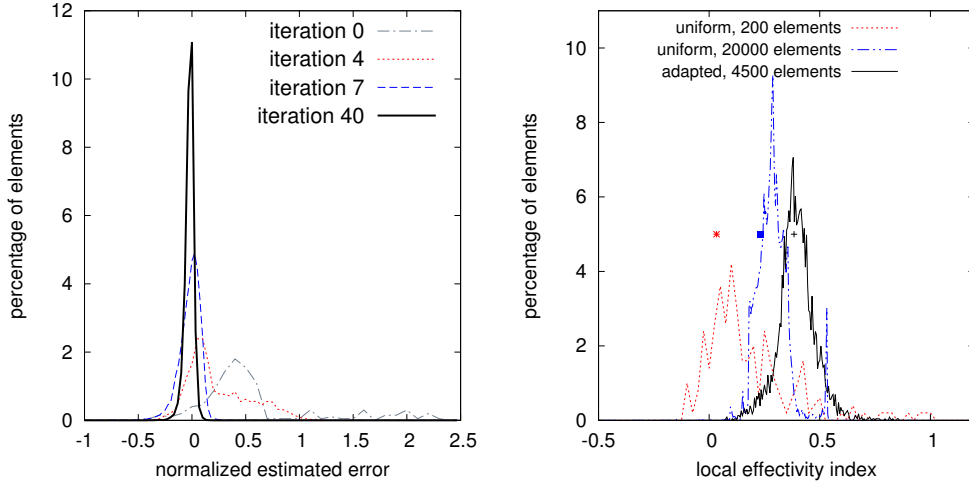 iteration 0
iteration 4
iteration 7
iteration 40
percentage of elements
12
10
8
6
4
2
0
-1 -0.5 0 0.5 1 1.5 2 2.5
normalized estimated error
uniform, 200 elements
uniform, 20000 elements
adapted, 4500 elements
percentage of elements
10
8
6
4
2
0
-0.5 0 0.5 1
local effectivity index